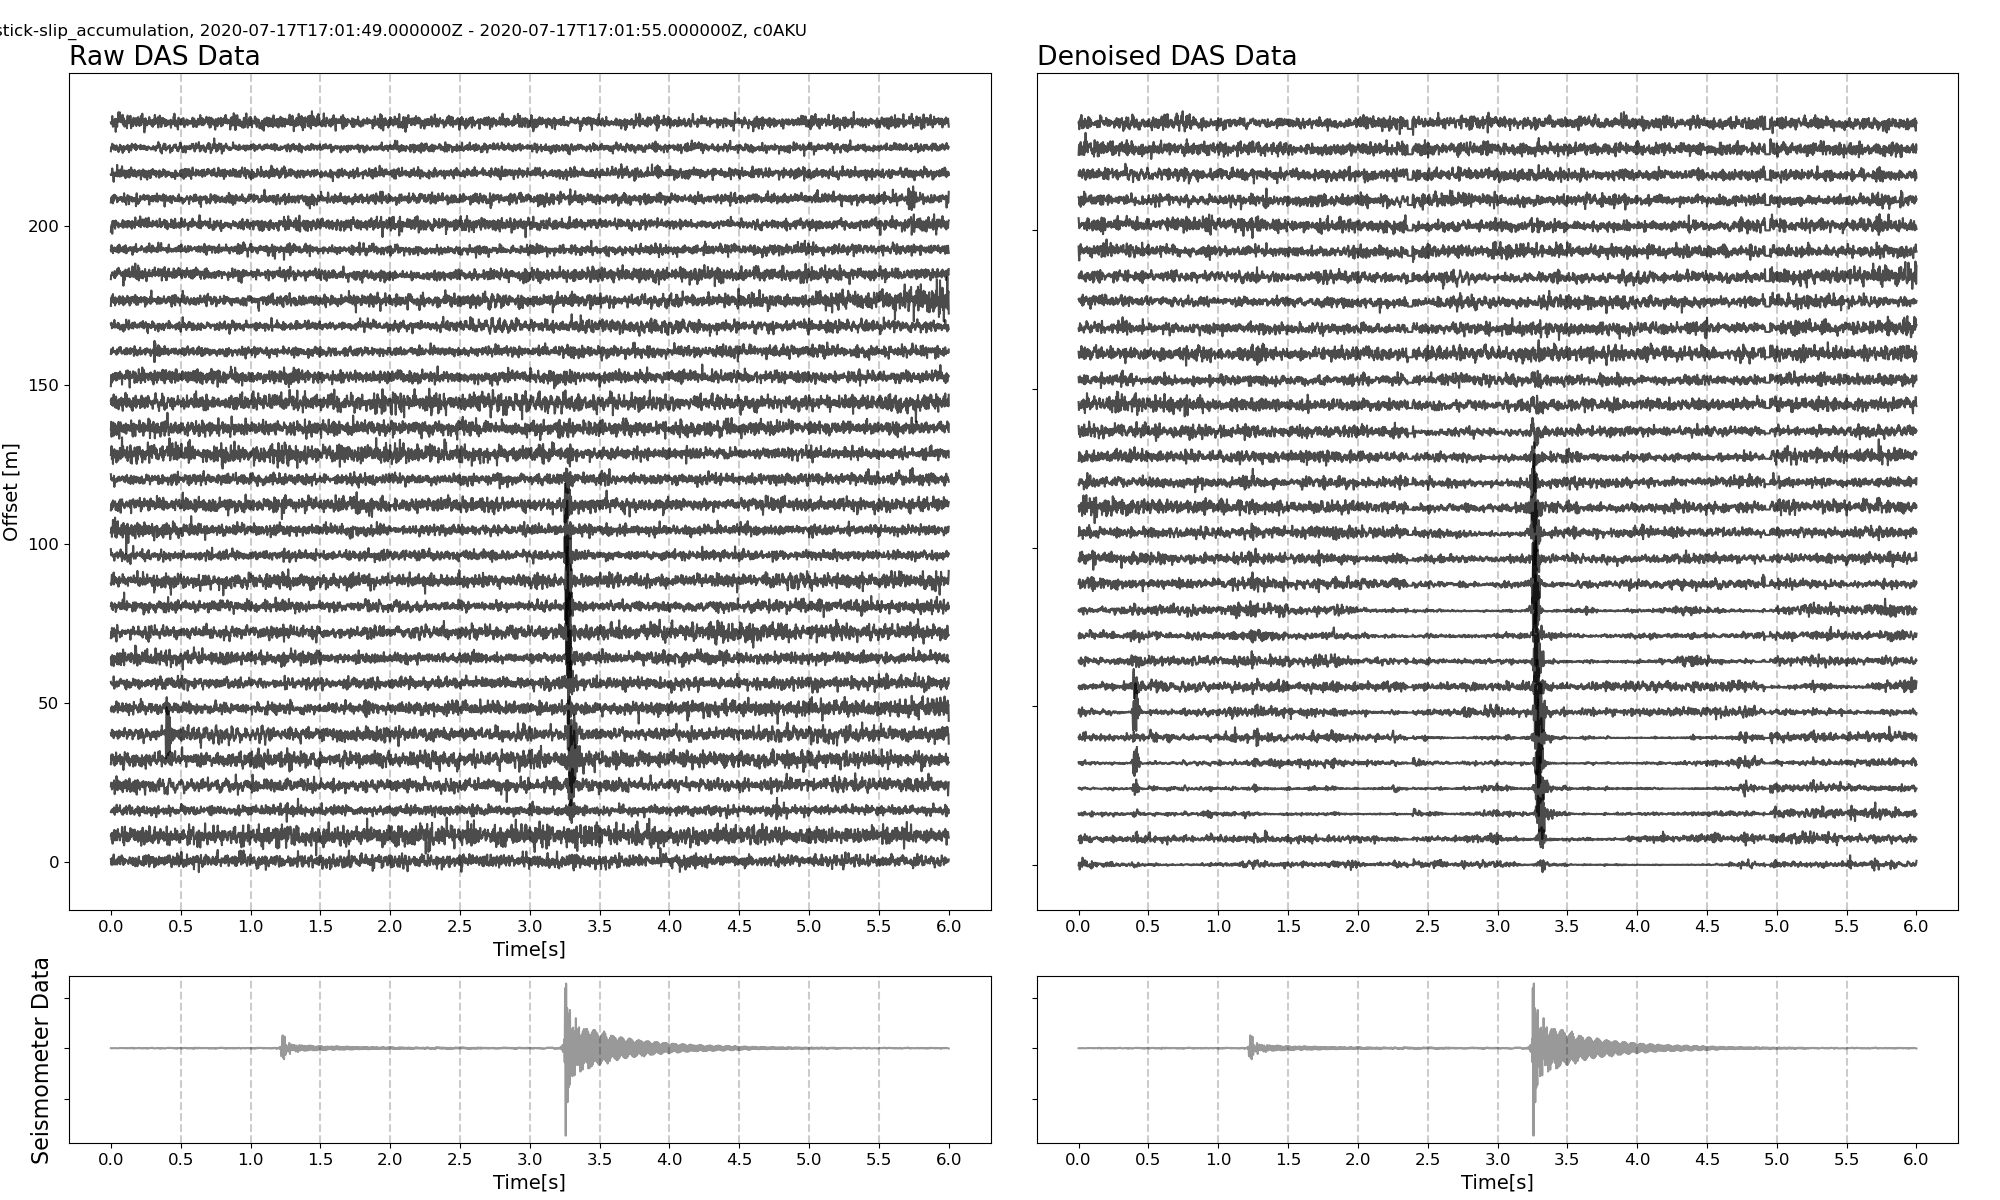 stick-slip_accumulation, 2020-07-17T17:01:49.000000Z - 2020-07-17T17:01:55.000000Z, c0AKU
Raw DAS Data
Denoised DAS Data
Offset [m]
200
150
100
50
0
0.0 0.5 1.0 1.5 2.0 2.5 3.0 3.5 4.0 4.5 5.0 5.5 6.0
0.0 0.5 1.0 1.5 2.0 2.5 3.0 3.5 4.0 4.5 5.0 5.5 6.0
Time[s]
Seismometer Data
0.0 0.5 1.0 1.5 2.0 2.5 3.0 3.5 4.0 4.5 5.0 5.5 6.0
0.0 0.5 1.0 1.5 2.0 2.5 3.0 3.5 4.0 4.5 5.0 5.5 6.0
Time[s]
Time[s]